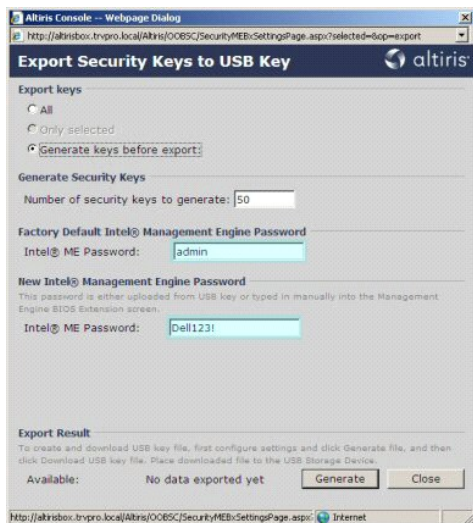 Altiris Console -- Webpage Dialog
http://altirisbox.trvpro.local/Altiris/OOBSC/SecurityMEBxSettingsPage.aspx?selected=&op=export
Export Security Keys to USB Key
altiris
Export keys
All
Only selected
Generate keys before export:
Generate Security Keys
Number of security keys to generate: 50
Factory Default Intel® Management Engine Password
Intel® ME Password: admin
New Intel® Management Engine Password
This password is either uploaded from USB key or typed in manually into the Management
Engine BIOS Extension screen.
Intel® ME Password: Dell123!
Export Result
To create and download USB key file, first configure settings and click Generate file, and then
click Download USB key file. Place downloaded file to the USB Storage Device.
Available: No data exported yet Generate Close
http://altirisbox.trvpro.local/Altiris/OOBSC/SecurityMEBxSettingsPage.aspx? Internet